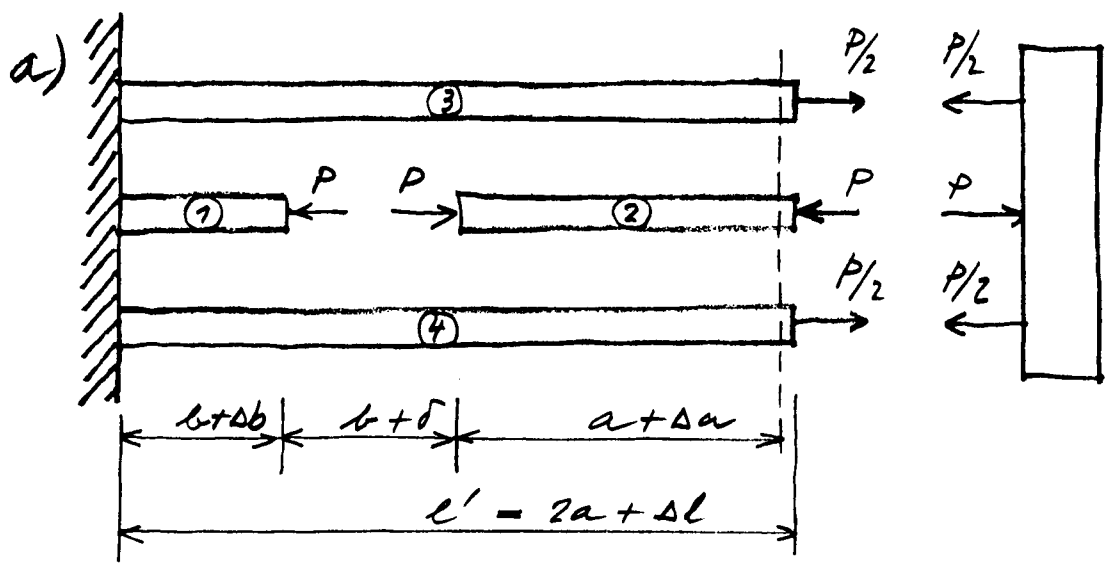 a)
P/2 P/2
3
P P P P
1 2
P/2 P/2
4
b+Δb b+δ a+Δa
l' = 2a + Δl